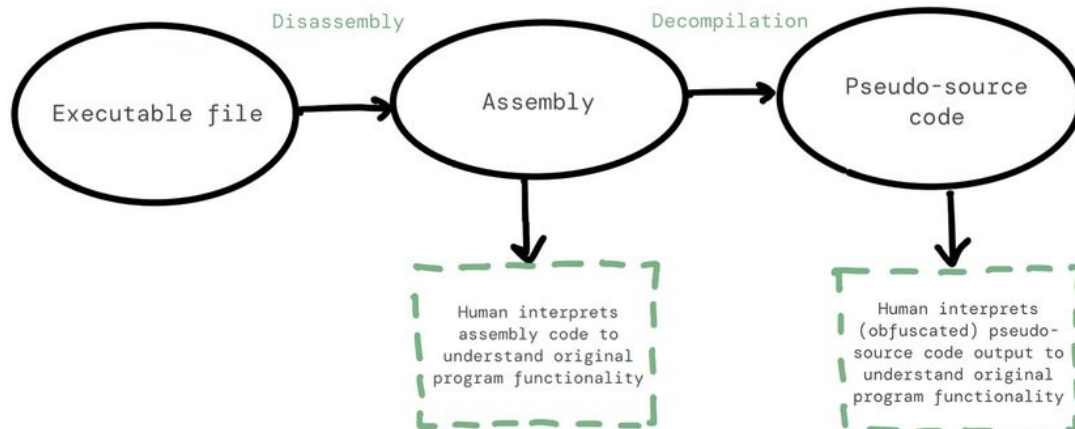 Disassembly
Decompilation
Executable file
Assembly
Pseudo-source
code
Human interprets
assembly code to
understand original
program functionality
Human interprets
(obfuscated) pseudo-
source code output to
understand original
program functionality